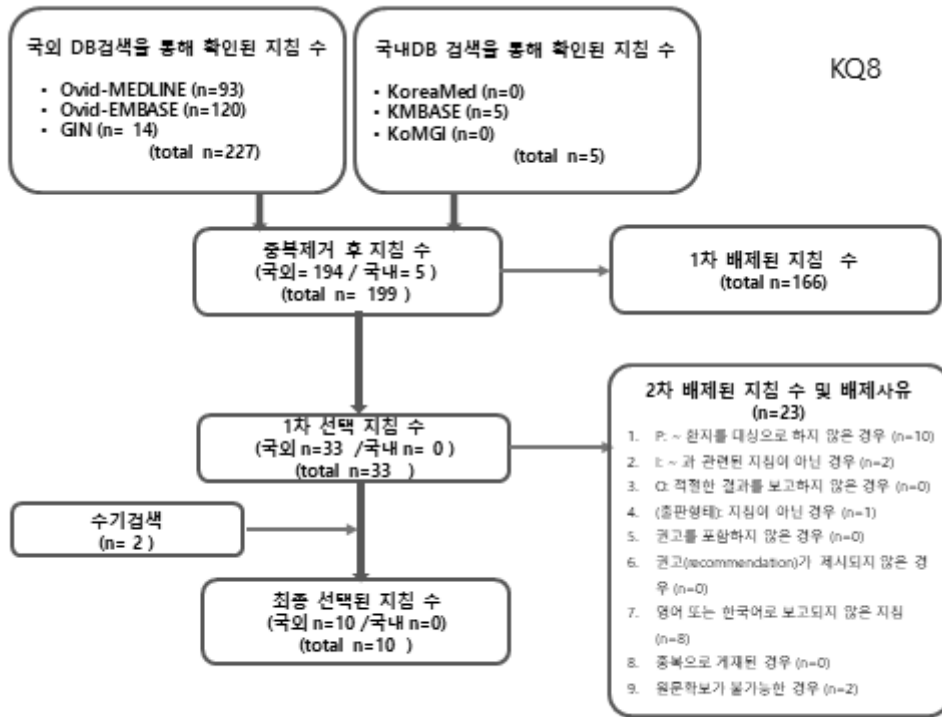 국외 DB검색을 통해 확인된 지침 수
• Ovid-MEDLINE (n=93)
• Ovid-EMBASE (n=120)
• GIN (n= 14)
(total n=227)
국내DB 검색을 통해 확인된 지침 수
• KoreaMed (n=0)
• KMBASE (n=5)
• KoMGI (n=0)
(total n=5)
KQ8
중복제거 후 지침 수
(국외= 194 / 국내= 5 )
(total n= 199 )
1차 배제된 지침 수
(total n=166)
1차 선택 지침 수
(국외 n=33 /국내 n= 0 )
(total n=33 )
수기검색
(n= 2 )
최종 선택된 지침 수
(국외 n=10 /국내 n=0)
(total n=10 )
2차 배제된 지침 수 및 배제사유
(n=23)
1. P: ~ 환자를 대상으로 하지 않은 경우 (n=10)
2. I: ~ 과 관련된 지침이 아닌 경우 (n=2)
3. O: 적절한 결과를 보고하지 않은 경우 (n=0)
4. (출판형태): 지침이 아닌 경우 (n=1)
5. 권고를 포함하지 않은 경우 (n=0)
6. 권고(recommendation)가 제시되지 않은 경
우 (n=0)
7. 영어 또는 한국어로 보고되지 않은 지침
(n=8)
8. 중복으로 게재된 경우 (n=0)
9. 원문확보가 불가능한 경우 (n=2)